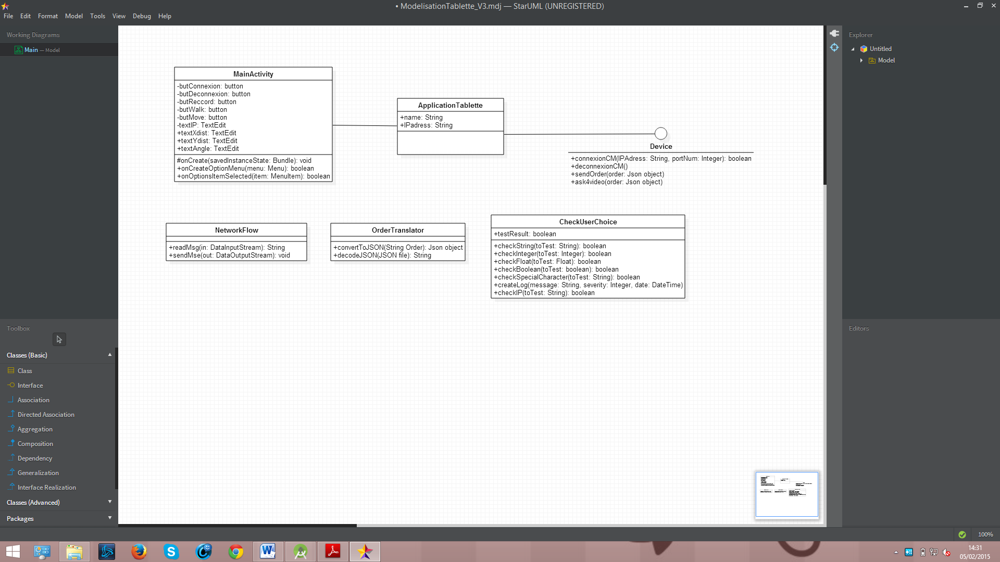 • ModelisationTablette_V3.mdj — StarUML (UNREGISTERED)
File Edit Format Model Tools View Debug Help
Working Diagrams
Main — Model
MainActivity
-butConnexion: button
-butDeconnexion: button
-butReccord: button
-butWalk: button
-butMove: button
-textIP: TextEdit
+textXdist: TextEdit
+textYdist: TextEdit
+textAngle: TextEdit
#onCreate(savedInstanceState: Bundle): void
+onCreateOptionMenu(menu: Menu): boolean
+onOptionsItemSelected(item: MenuItem): boolean
ApplicationTablette
+name: String
+IPadress: String
Device
+connexionCM(IPAdress: String, portNum: Integer): boolean
+deconnexionCM()
+sendOrder(order: Json object)
+ask4video(order: Json object)
NetworkFlow
+readMsg(in: DataInputStream): String
+sendMse(out: DataOutputStream): void
OrderTranslator
+convertToJSON(String Order): Json object
+decodeJSON(JSON file): String
CheckUserChoice
+testResult: boolean
+checkString(toTest: String): boolean
+checkInteger(toTest: Integer): boolean
+checkFloat(toTest: Float): boolean
+checkBoolean(toTest: boolean): boolean
+checkSpecialCharacter(toTest: String): boolean
+createLog(message: String, severity: Integer, date: DateTime)
+checkIP(toTest: String): boolean
Explorer
Untitled
Model
Toolbox
Classes (Basic)
Class
Interface
Association
Directed Association
Aggregation
Composition
Dependency
Generalization
Interface Realization
Classes (Advanced)
Packages
Editors
100%
14:31
05/02/2015